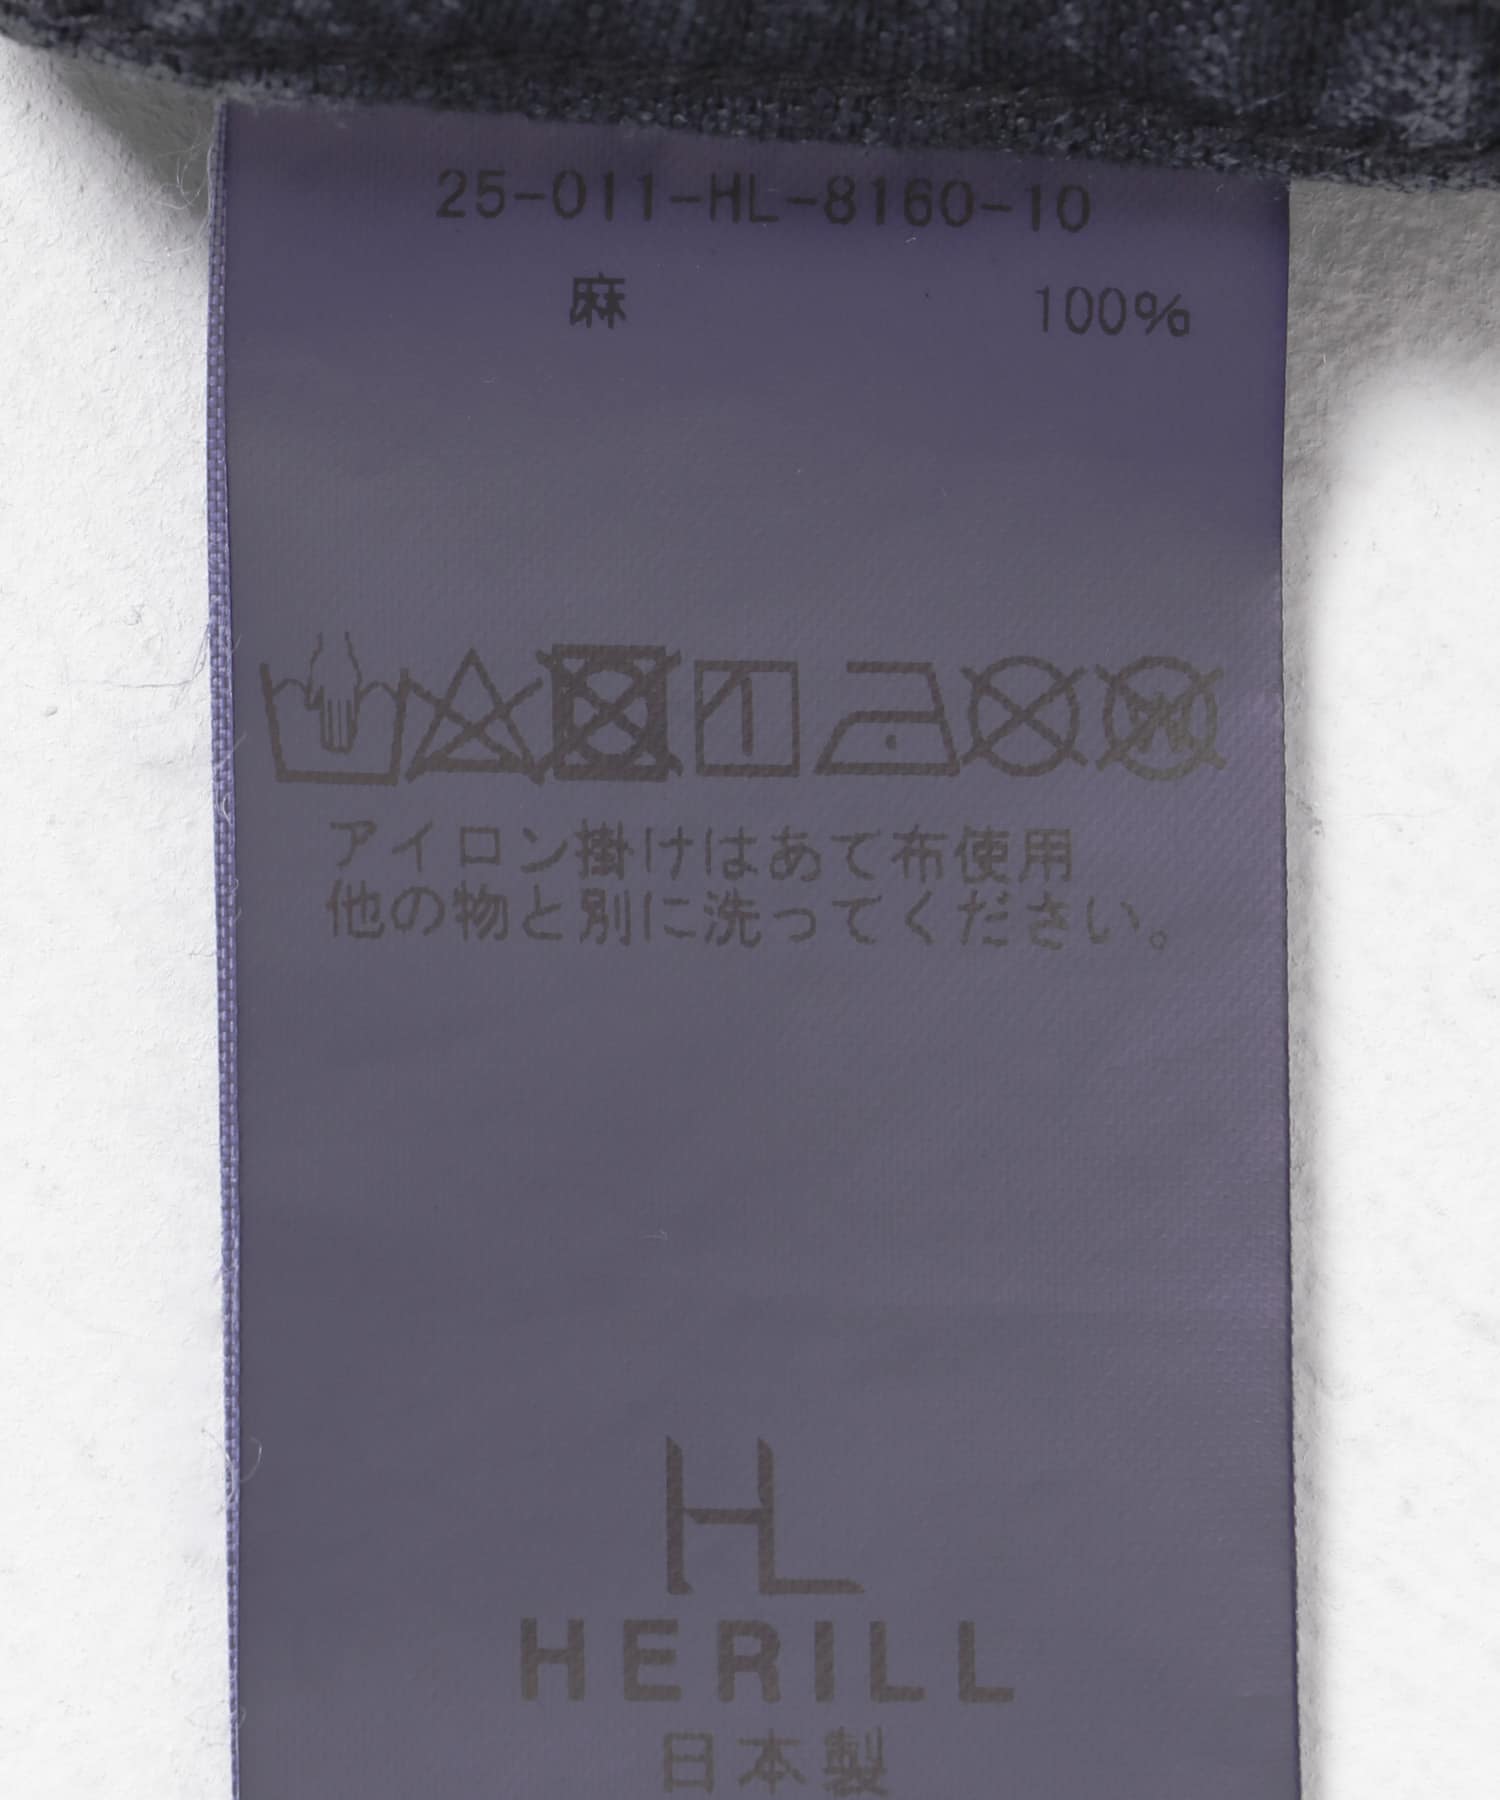 25-011-HL-8160-10
麻 100%
アイロン掛けはあて布使用
他の物と別に洗ってください。
HL
HERILL
日本製